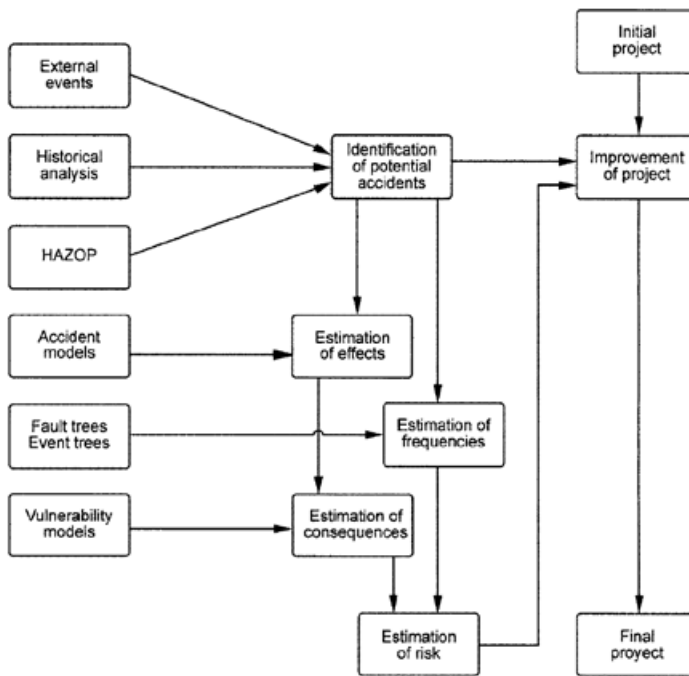 Initial
project
External
events
Historical
analysis
Identification
of potential
accidents
Improvement
of project
HAZOP
Accident
models
Estimation
of effects
Fault trees
Event trees
Estimation of
frequencies
Vulnerability
models
Estimation of
consequences
Estimation
of risk
Final
proyect